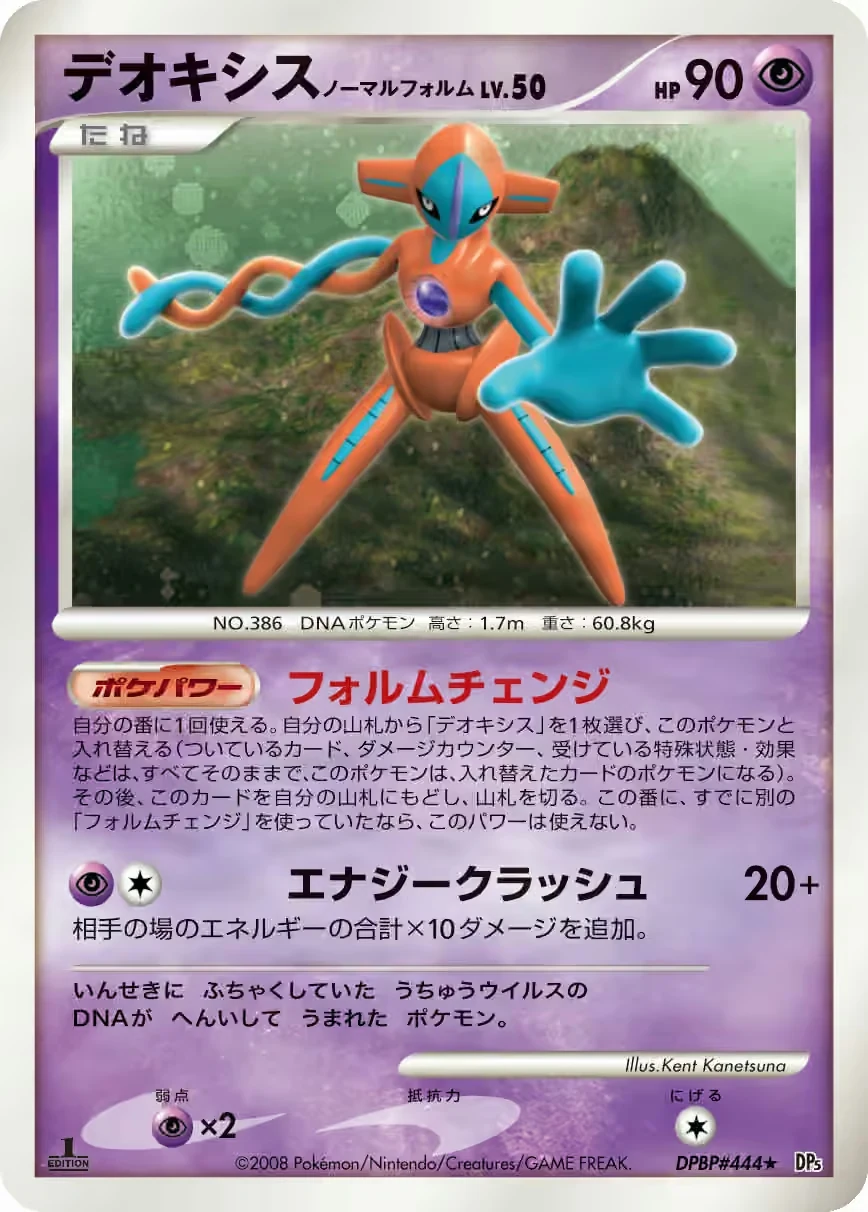 デオキシス ノーマルフォルム LV.50 HP 90
たね
NO.386 DNAポケモン 高さ:1.7m 重さ:60.8kg
ポケパワー フォルムチェンジ
自分の番に1回使える。自分の山札から「デオキシス」を1枚選び、このポケモンと
入れ替える(ついているカード、ダメージカウンター、受けている特殊状態・効果
などは、すべてそのままで、このポケモンは、入れ替えたカードのポケモンになる)。
その後、このカードを自分の山札にもどし、山札を切る。この番に、すでに別の
「フォルムチェンジ」を使っていたなら、このパワーは使えない。
エナジークラッシュ 20+
相手の場のエネルギーの合計×10ダメージを追加。
いんせきに ふちゃくしていた うちゅうウイルスの
DNAが へんいして うまれた ポケモン。
Illus.Kent Kanetsuna
弱点 抵抗力 にげる
×2
1 EDITION
©2008 Pokémon/Nintendo/Creatures/GAME FREAK. DPBP#444★ DP5